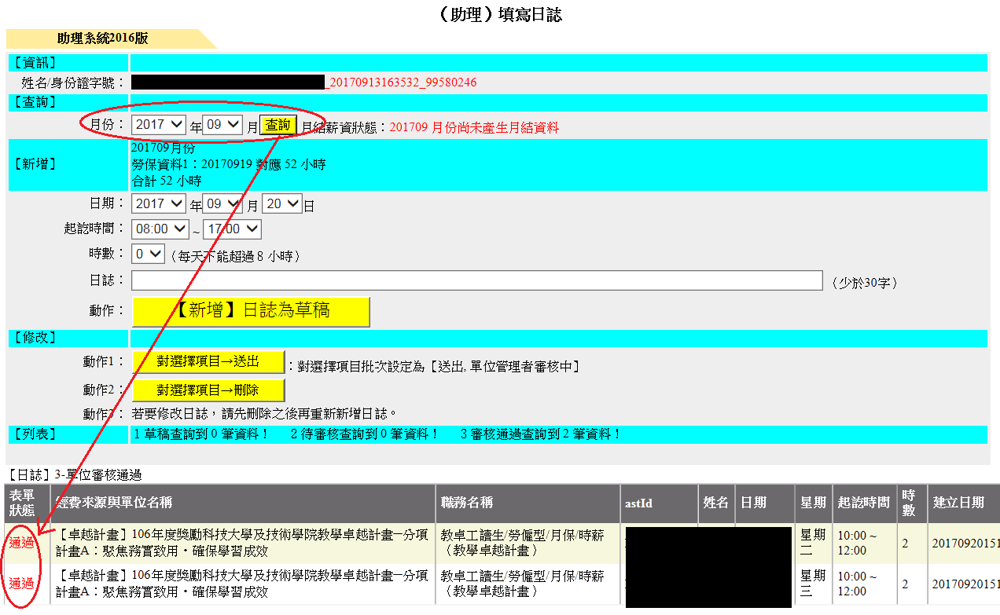 （助理）填寫日誌
助理系統2016版
【資訊】
姓名/身份證字號： _20170913163532_99580246
【查詢】
月份： 2017 年 09 月 查詢 月結薪資狀態：201709 月份尚未產生月結資料
201709月份
【新增】 勞保資料1：20170919 對應 52 小時
合計 52 小時
日期： 2017 年 09 月 20 日
起訖時間： 08:00 ~ 17:00
時數： 0 （每天不能超過 8 小時）
日誌： （少於30字）
動作： 【新增】日誌為草稿
【修改】
動作1： 對選擇項目→送出 ：對選擇項目批次設定為［送出, 單位管理者審核中］
動作2： 對選擇項目→刪除
動作3： 若要修改日誌，請先刪除之後再重新新增日誌。
【列表】 1 草稿查詢到 0 筆資料！ 2 待審核查詢到 0 筆資料！ 3 審核通過查詢到 2 筆資料！
【日誌】3-單位審核通過
表單狀態 經費來源與單位名稱 職務名稱 astId 姓名 日期 星期 起訖時間 時數 建立日期
通過 【卓越計畫】106年度獎勵科技大學及技術學院教學卓越計畫─分項計畫A：聚焦務實致用‧確保學習成效 教卓工讀生/勞僱型/月保/時薪（教學卓越計畫） 星期二 10:00 ~ 12:00 2 2017092015
通過 【卓越計畫】106年度獎勵科技大學及技術學院教學卓越計畫─分項計畫A：聚焦務實致用‧確保學習成效 教卓工讀生/勞僱型/月保/時薪（教學卓越計畫） 星期三 10:00 ~ 12:00 2 2017092015